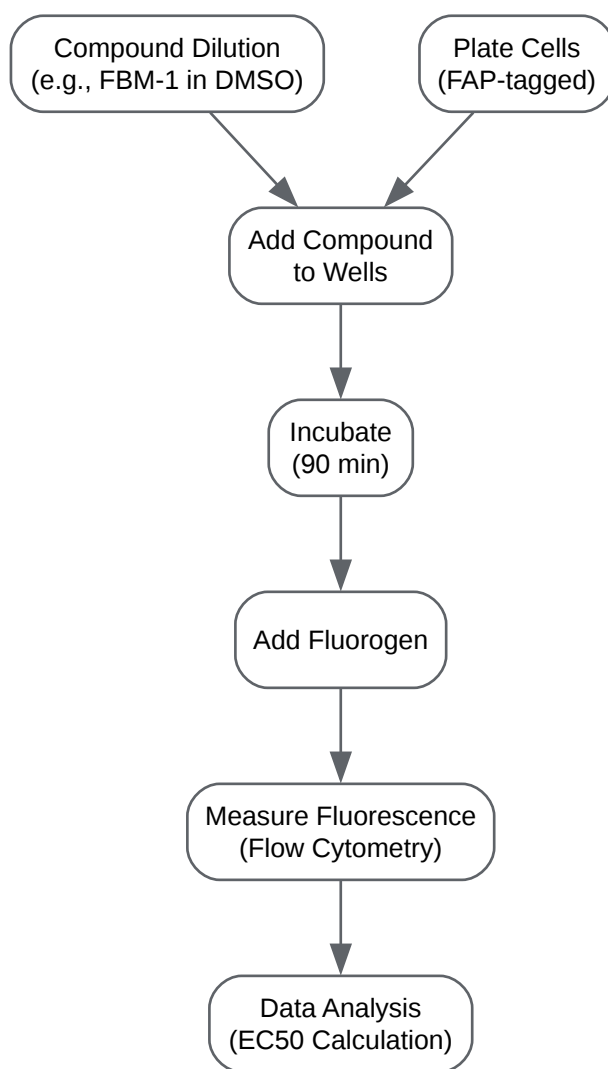 Compound Dilution
(e.g., FBM-1 in DMSO)
Plate Cells
(FAP-tagged)
Add Compound
to Wells
Incubate
(90 min)
Add Fluorogen
Measure Fluorescence
(Flow Cytometry)
Data Analysis
(EC50 Calculation)